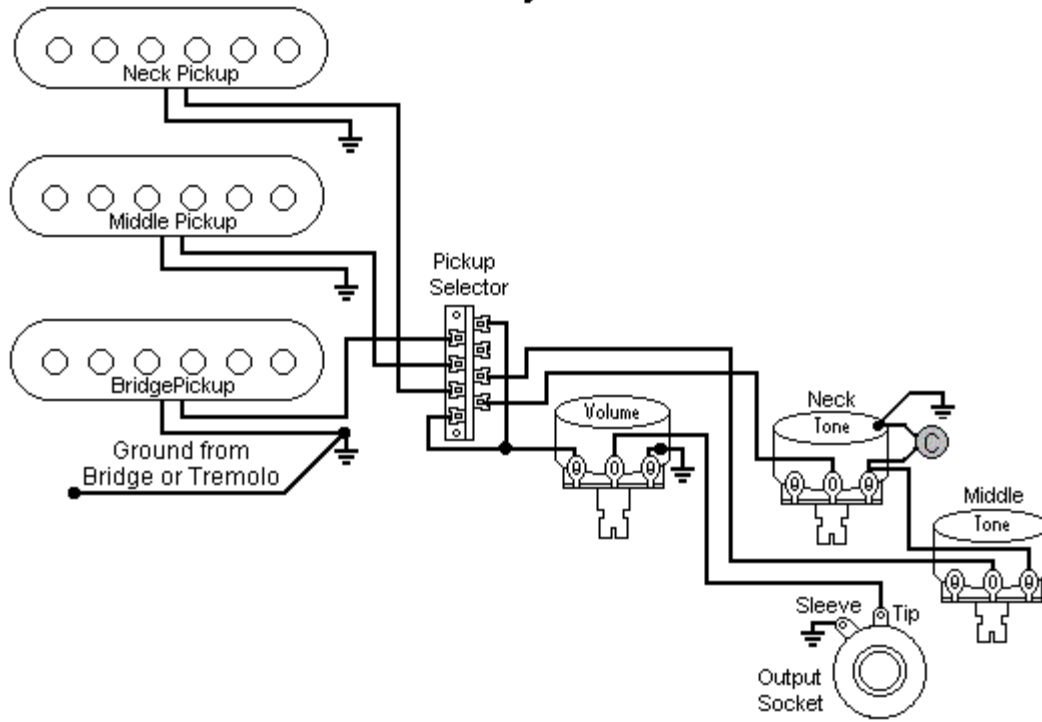 Neck Pickup
Middle Pickup
Pickup
Selector
BridgePickup
Ground from
Bridge or Tremolo
Volume
Neck
Tone
C
Middle
Tone
Sleeve
Tip
Output
Socket